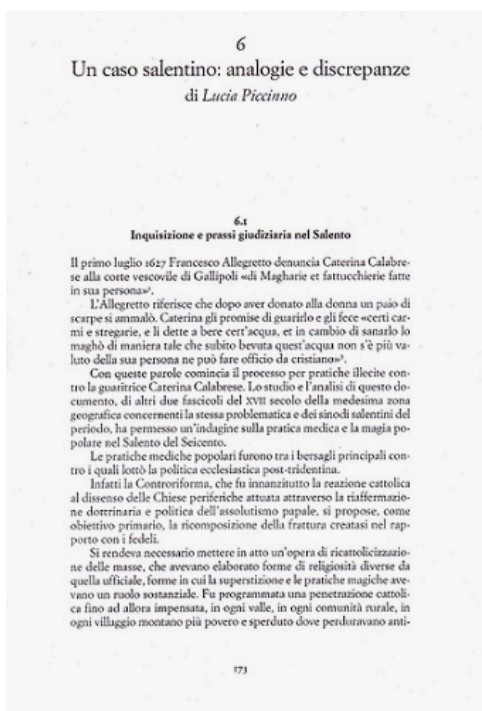 6
Un caso salentino: analogie e discrepanze
di Lucia Piccinno
6.1
Inquisizione e prassi giudiziaria nel Salento
Il primo luglio 1627 Francesco Allegretto denuncia Caterina Calabre-
se alla corte vescovile di Gallipoli «di Magharie et fattucchierie fatte
in sua persona»¹.
L'Allegretto riferisce che dopo aver donato alla donna un paio di
scarpe si ammalò. Caterina gli promise di guarirlo e gli fece «certi car-
mi e stregarie, e li dette a bere cert'acqua, et in cambio di sanarlo lo
maghò di maniera tale che subito bevuta quest'acqua non s'è più va-
luto della sua persona ne può fare officio da cristiano»².
Con queste parole comincia il processo per pratiche illecite con-
tro la guaritrice Caterina Calabrese. Lo studio e l'analisi di questo do-
cumento, di altri due fascicoli del XVII secolo della medesima zona
geografica concernenti la stessa problematica e dei sinodi salentini del
periodo, ha permesso un'indagine sulla pratica medica e la magia po-
polare nel Salento del Seicento.
Le pratiche mediche popolari furono tra i bersagli principali con-
tro i quali lottò la politica ecclesiastica post-tridentina.
Infatti la Controriforma, che fu innanzitutto la reazione cattolica
al dissenso delle Chiese periferiche attuata attraverso la riaffermazio-
ne dottrinaria e politica dell'assolutismo papale, si propose, come
obiettivo primario, la ricomposizione della frattura creatasi nel rap-
porto con i fedeli.
Si rendeva necessario mettere in atto un'opera di ricattolicizzazio-
ne delle masse, che avevano elaborato forme di religiosità diverse da
quella ufficiale, forme in cui la superstizione e le pratiche magiche ave-
vano un ruolo sostanziale. Fu programmata una penetrazione cattoli-
ca fino ad allora impensata, in ogni valle, in ogni comunità rurale, in
ogni villaggio montano più povero e sperduto dove perduravano anti-
173